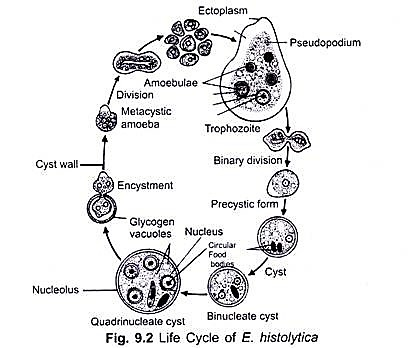 Ectoplasm
Pseudopodium
Amoebulae
Division
Metacystic
amoeba
Trophozoite
Binary division
Cyst wall
Encystment
Precystic form
Glycogen
vacuoles
Nucleus
Circular
Food
bodies
Cyst
Nucleolus
Binucleate cyst
Quadrinucleate cyst
Fig. 9.2 Life Cycle of E. histolytica